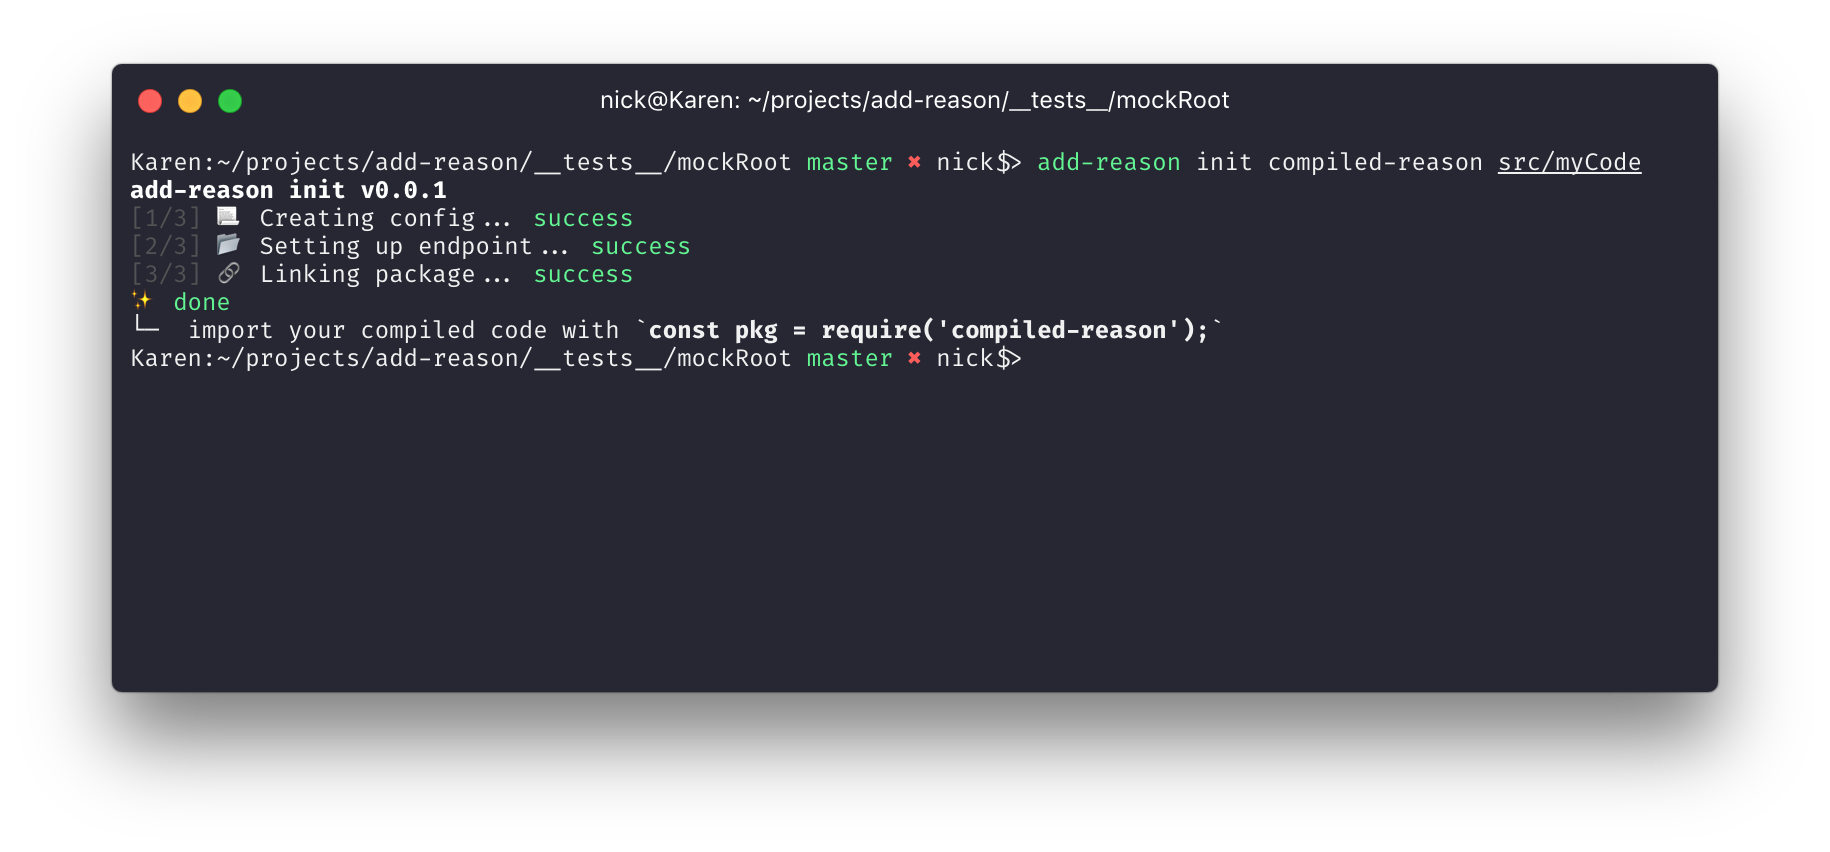 nick@Karen: ~/projects/add-reason/__tests__/mockRoot
Karen:~/projects/add-reason/__tests__/mockRoot master ✖ nick$> add-reason init compiled-reason src/myCode
add-reason init v0.0.1
[1/3] 📃 Creating config... success
[2/3] 📂 Setting up endpoint... success
[3/3] 🔗 Linking package... success
✨ done
└─ import your compiled code with `const pkg = require('compiled-reason');`
Karen:~/projects/add-reason/__tests__/mockRoot master ✖ nick$>